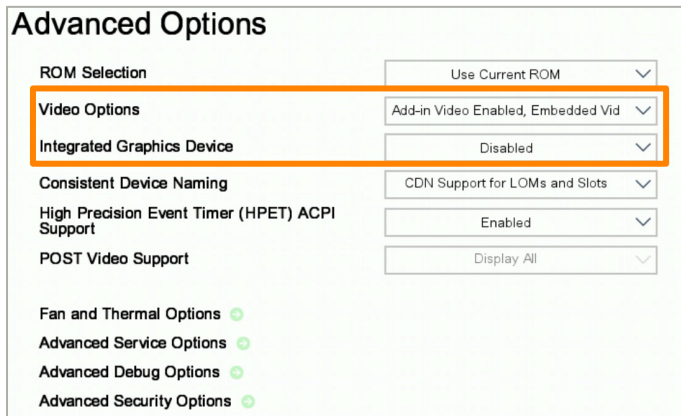 Advanced Options
ROM Selection
Use Current ROM
Video Options
Add-in Video Enabled, Embedded Vid
Integrated Graphics Device
Disabled
Consistent Device Naming
CDN Support for LOMs and Slots
High Precision Event Timer (HPET) ACPI
Support
Enabled
POST Video Support
Display All
Fan and Thermal Options
Advanced Service Options
Advanced Debug Options
Advanced Security Options